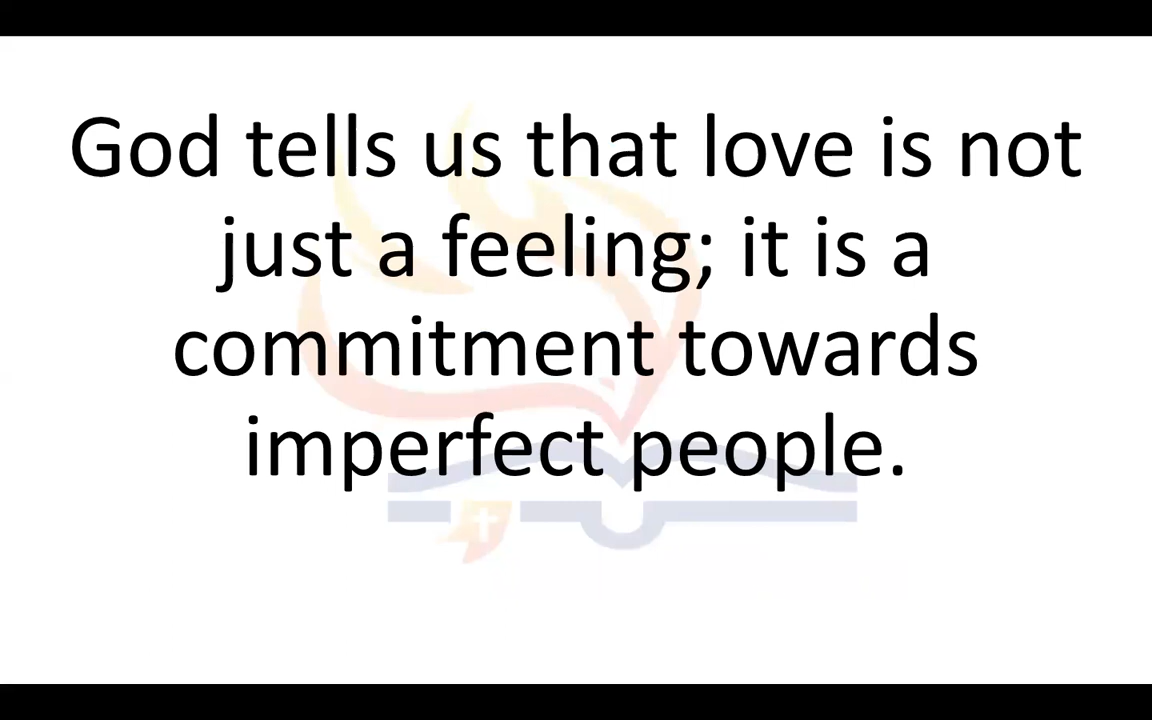 God tells us that love is not
just a feeling; it is a
commitment towards
imperfect people.